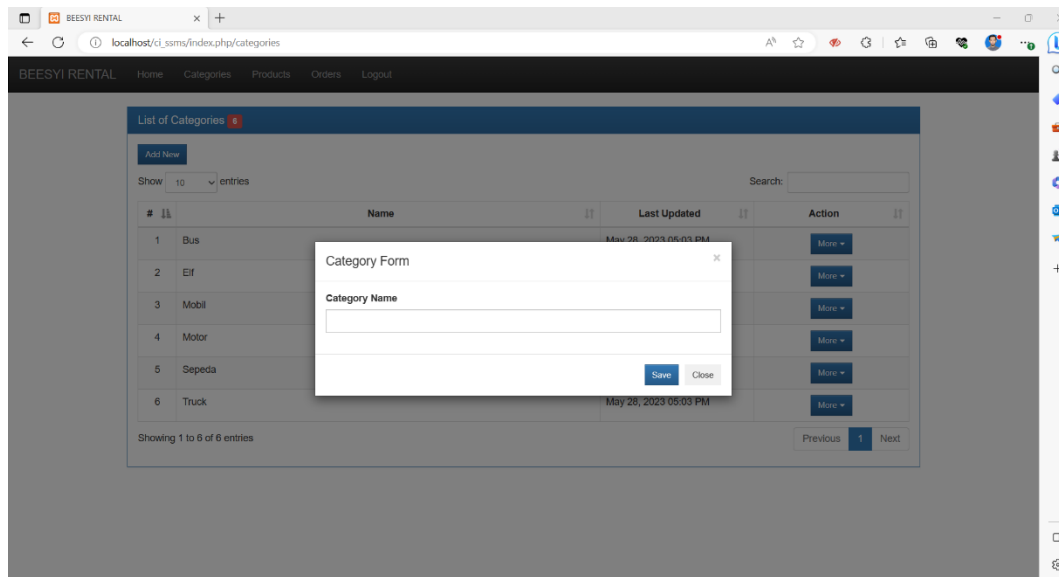 BEESYI RENTAL
localhost/ci_ssms/index.php/categories
BEESYI RENTAL Home Categories Products Orders Logout
List of Categories 6
Add New
Show 10 entries Search:
# Name Last Updated Action
1 Bus May 28, 2023 05:03 PM More
2 Elf More
3 Mobil More
4 Motor More
5 Sepeda More
6 Truck May 28, 2023 05:03 PM More
Category Form ×
Category Name
Save Close
Showing 1 to 6 of 6 entries Previous 1 Next